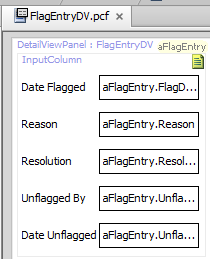 FlagEntryDV.pcf
DetailViewPanel : FlagEntryDV
aFlagEntry
InputColumn
Date Flagged aFlagEntry.FlagD...
Reason aFlagEntry.Reason
Resolution aFlagEntry.Resol...
Unflagged By aFlagEntry.Unfla...
Date Unflagged aFlagEntry.Unfla...